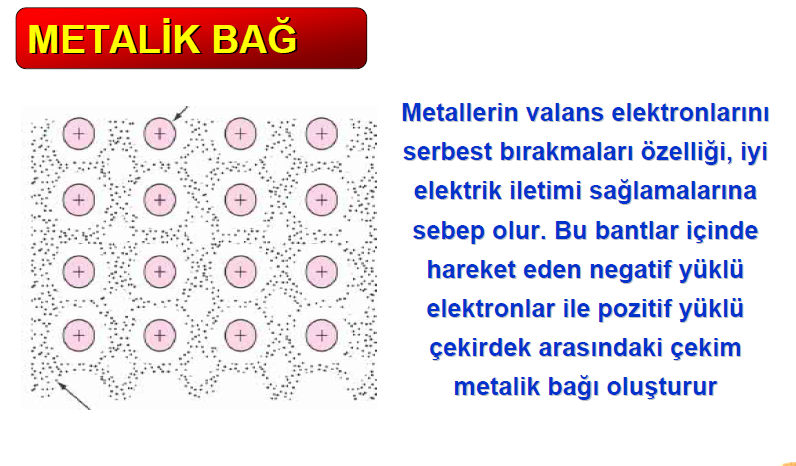 METALİK BAĞ
Metallerin valans elektronlarını
serbest bırakmaları özelliği, iyi
elektrik iletimi sağlamalarına
sebep olur. Bu bantlar içinde
hareket eden negatif yüklü
elektronlar ile pozitif yüklü
çekirdek arasındaki çekim
metalik bağı oluşturur
+ + + +
+ + + +
+ + + +
+ + + +